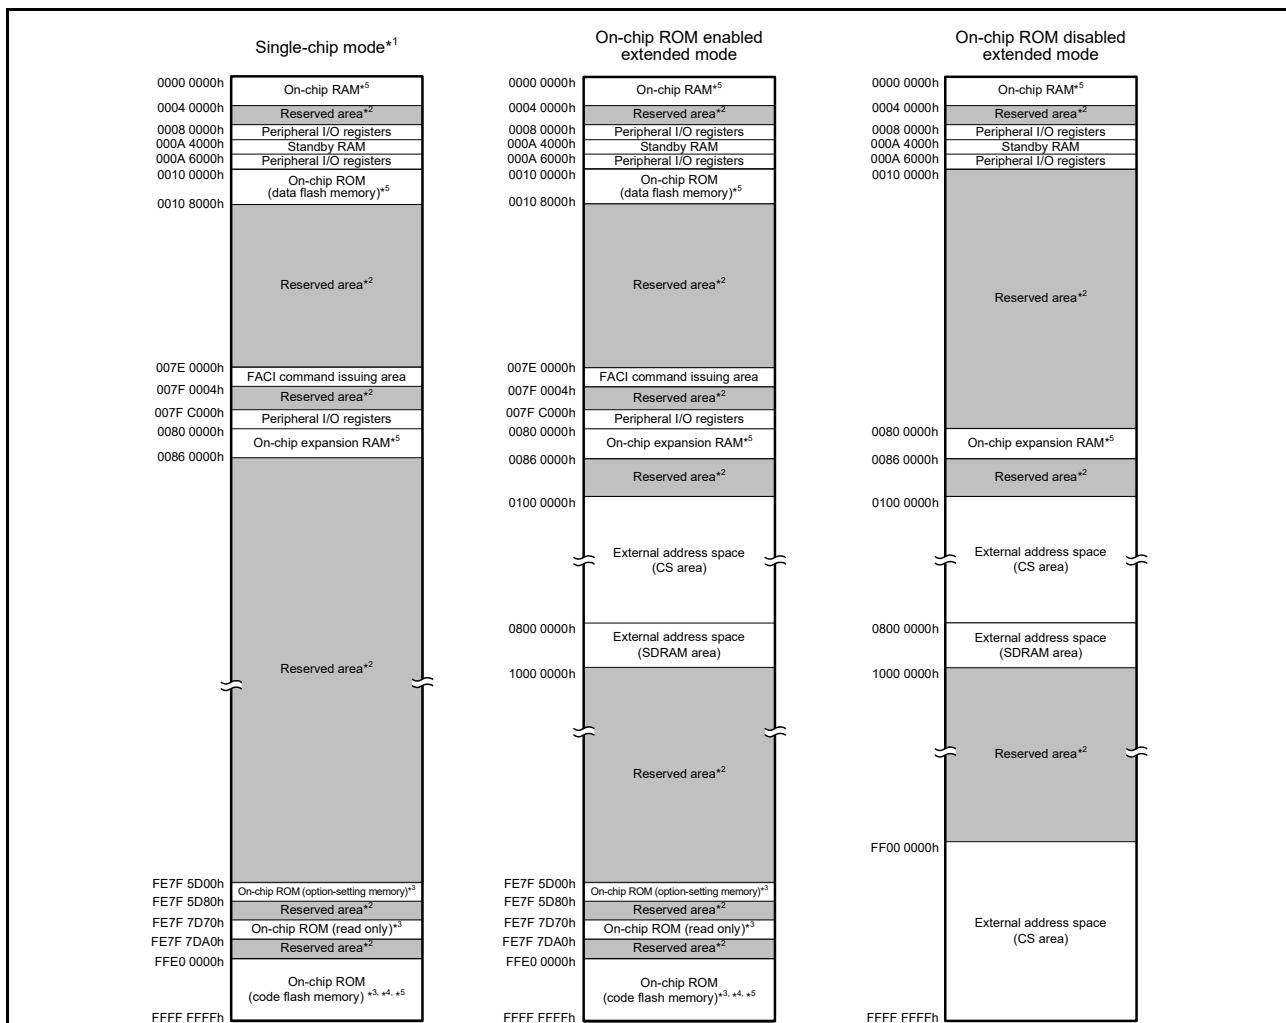 Single-chip mode*1
0000 0000h
On-chip RAM*5
0004 0000h
Reserved area*2
0008 0000h
Peripheral I/O registers
000A 4000h
Standby RAM
000A 6000h
Peripheral I/O registers
0010 0000h
On-chip ROM
(data flash memory)*5
0010 8000h
Reserved area*2
007E 0000h
FACI command issuing area
007F 0004h
Reserved area*2
007F C000h
Peripheral I/O registers
0080 0000h
On-chip expansion RAM*5
0086 0000h
Reserved area*2
FE7F 5D00h
On-chip ROM (option-setting memory)*3
FE7F 5D80h
Reserved area*2
FE7F 7D70h
On-chip ROM (read only)*3
FE7F 7DA0h
Reserved area*2
FFE0 0000h
On-chip ROM
(code flash memory) *3, *4, *5
FFFF FFFFh
On-chip ROM enabled
extended mode
0000 0000h
On-chip RAM*5
0004 0000h
Reserved area*2
0008 0000h
Peripheral I/O registers
000A 4000h
Standby RAM
000A 6000h
Peripheral I/O registers
0010 0000h
On-chip ROM
(data flash memory)*5
0010 8000h
Reserved area*2
007E 0000h
FACI command issuing area
007F 0004h
Reserved area*2
007F C000h
Peripheral I/O registers
0080 0000h
On-chip expansion RAM*5
0086 0000h
Reserved area*2
0100 0000h
External address space
(CS area)
0800 0000h
External address space
(SDRAM area)
1000 0000h
Reserved area*2
FE7F 5D00h
On-chip ROM (option-setting memory)*3
FE7F 5D80h
Reserved area*2
FE7F 7D70h
On-chip ROM (read only)*3
FE7F 7DA0h
Reserved area*2
FFE0 0000h
On-chip ROM
(code flash memory) *3, *4, *5
FFFF FFFFh
On-chip ROM disabled
extended mode
0000 0000h
On-chip RAM*5
0004 0000h
Reserved area*2
0008 0000h
Peripheral I/O registers
000A 4000h
Standby RAM
000A 6000h
Peripheral I/O registers
0010 0000h
Reserved area*2
0080 0000h
On-chip expansion RAM*5
0086 0000h
Reserved area*2
0100 0000h
External address space
(CS area)
0800 0000h
External address space
(SDRAM area)
1000 0000h
Reserved area*2
FF00 0000h
External address space
(CS area)
FFFF FFFFh